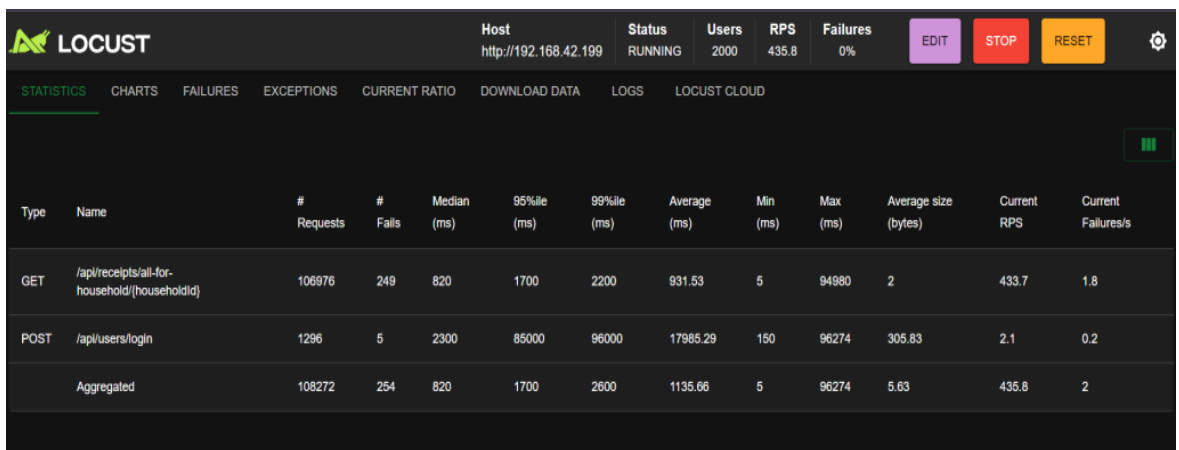 LOCUST
Host
http://192.168.42.199
Status
RUNNING
Users
2000
RPS
435.8
Failures
0%
EDIT
STOP
RESET
STATISTICS CHARTS FAILURES EXCEPTIONS CURRENT RATIO DOWNLOAD DATA LOGS LOCUST CLOUD
Type Name # Requests # Fails Median (ms) 95%ile (ms) 99%ile (ms) Average (ms) Min (ms) Max (ms) Average size (bytes) Current RPS Current Failures/s
GET /api/receipts/all-for-household/{householdId} 106976 249 820 1700 2200 931.53 5 94980 2 433.7 1.8
POST /api/users/login 1296 5 2300 85000 96000 17985.29 150 96274 305.83 2.1 0.2
Aggregated 108272 254 820 1700 2600 1135.66 5 96274 5.63 435.8 2